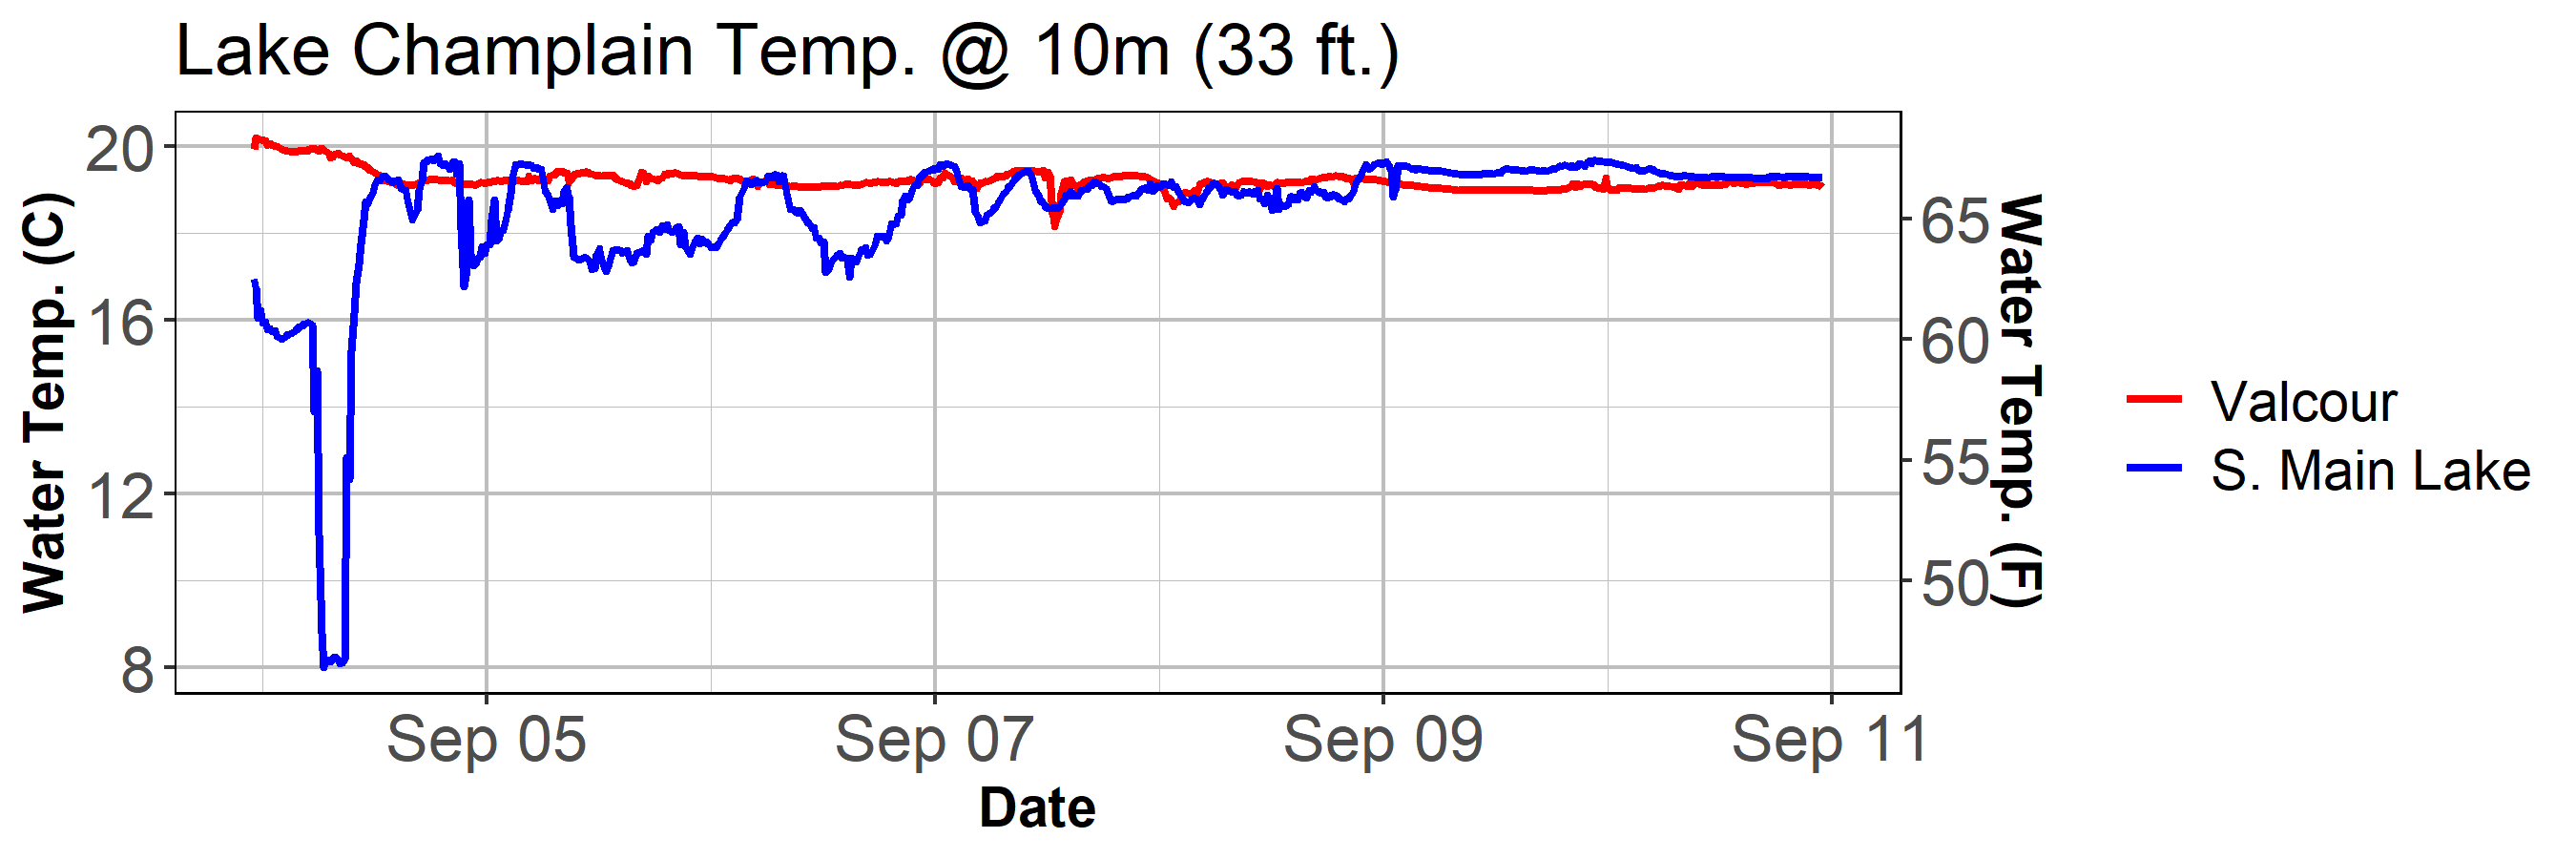 Lake Champlain Temp. @ 10m (33 ft.)
Water Temp. (C)
20
16
12
8
65
60
55
50
Water Temp. (F)
Sep 05
Sep 07
Sep 09
Sep 11
Date
Valcour
S. Main Lake